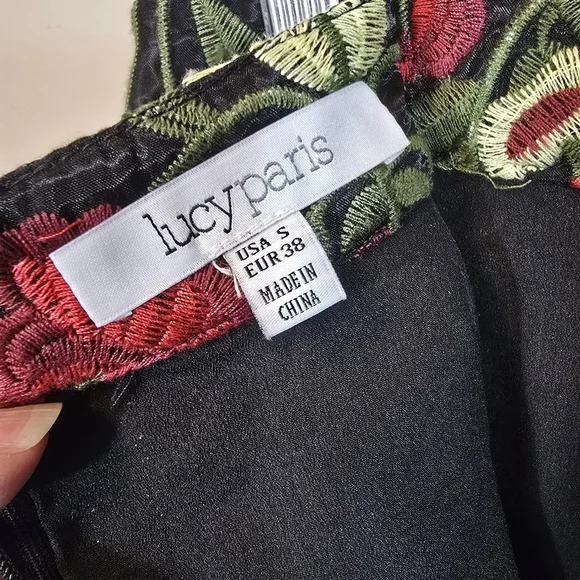 lucyparis
USA S
EUR 38
MADE IN
CHINA